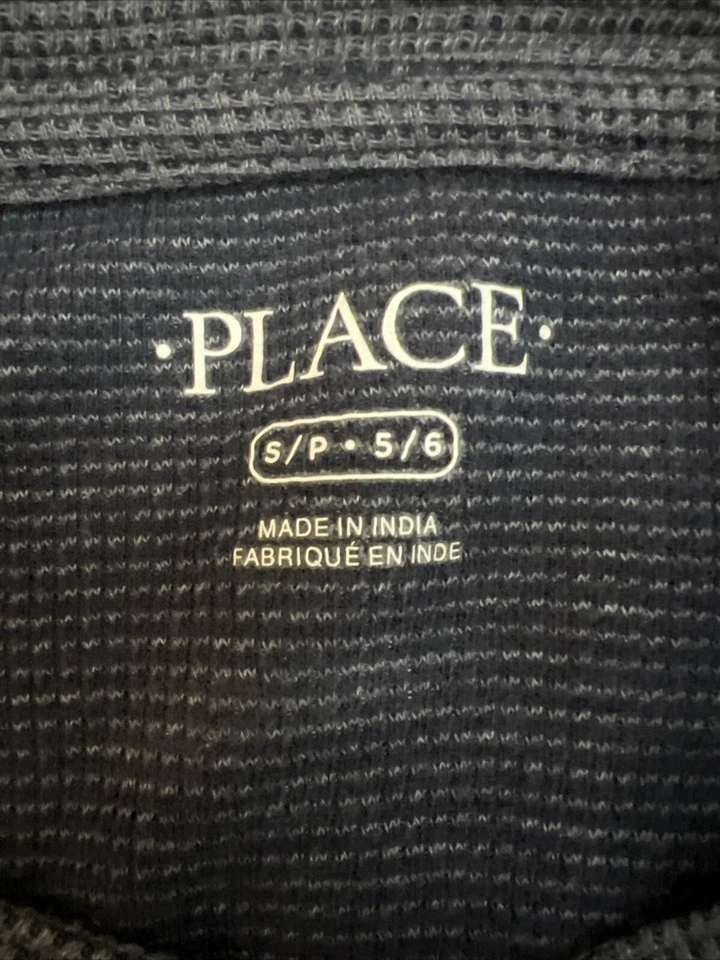 ·PLACE·
S/P · 5/6
MADE IN INDIA
FABRIQUÉ EN INDE